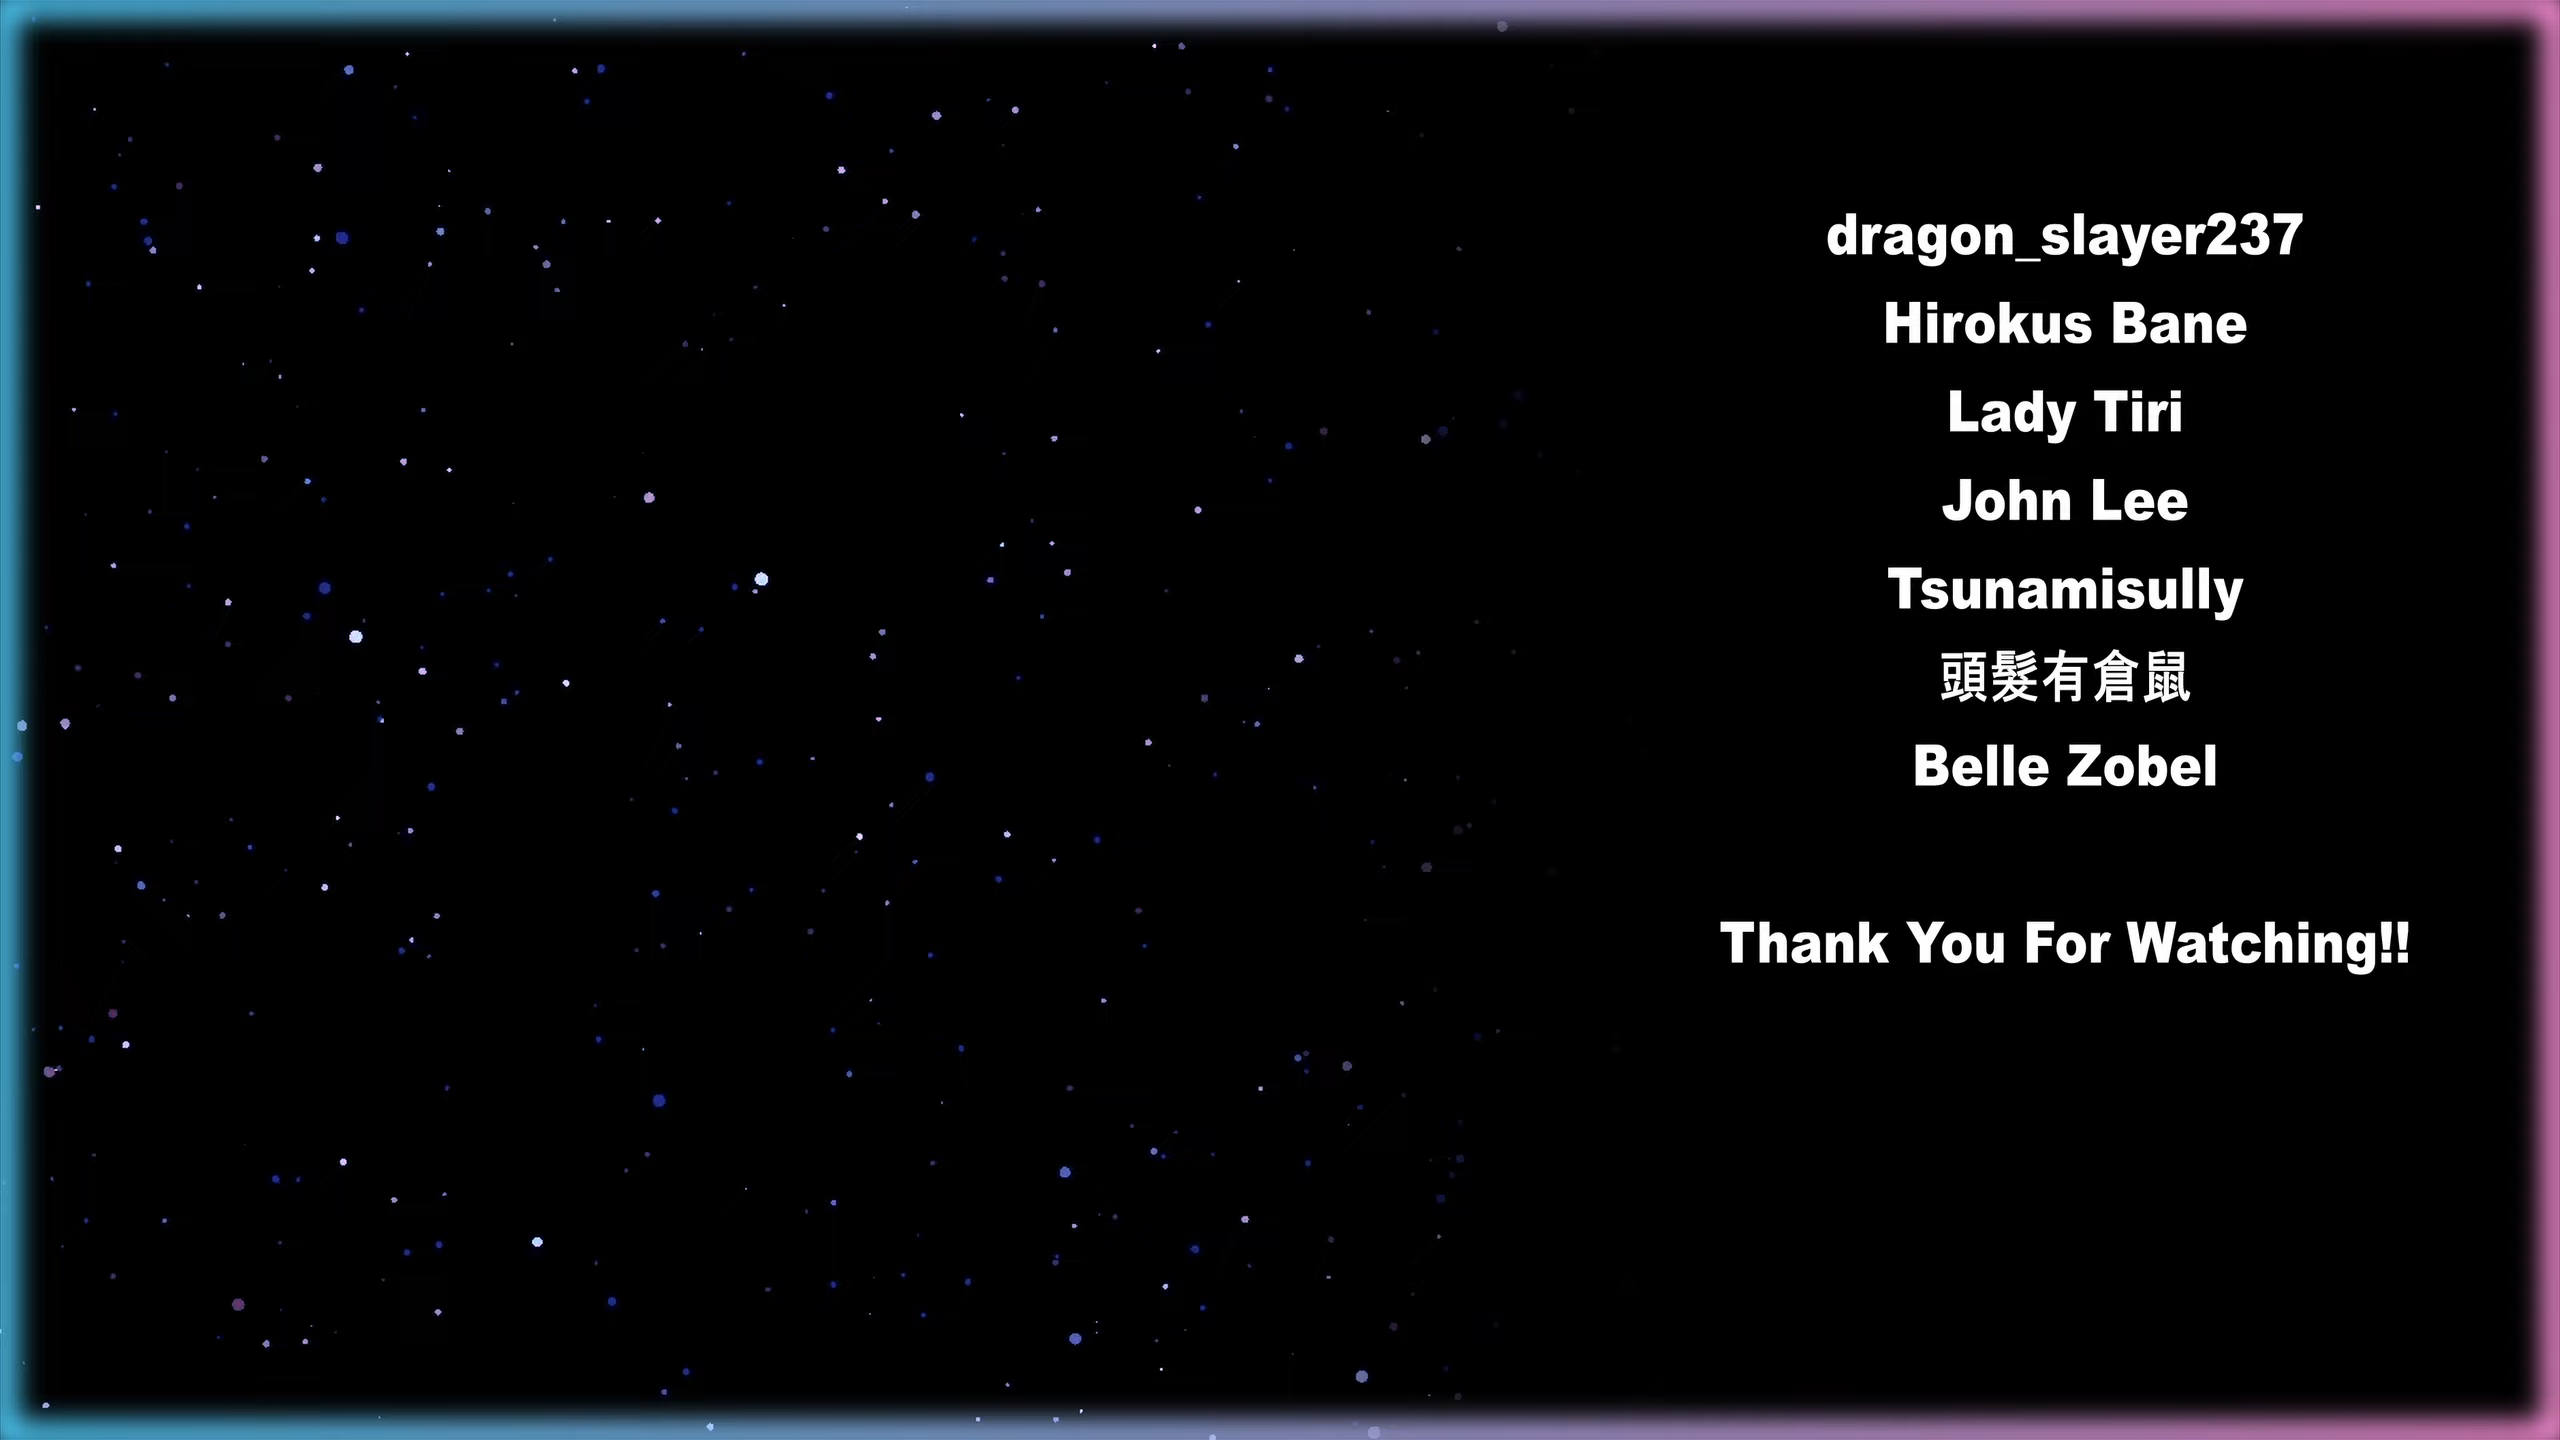 dragon_slayer237
Hirokus Bane
Lady Tiri
John Lee
Tsunamisully
頭髮有倉鼠
Belle Zobel
Thank You For Watching!!